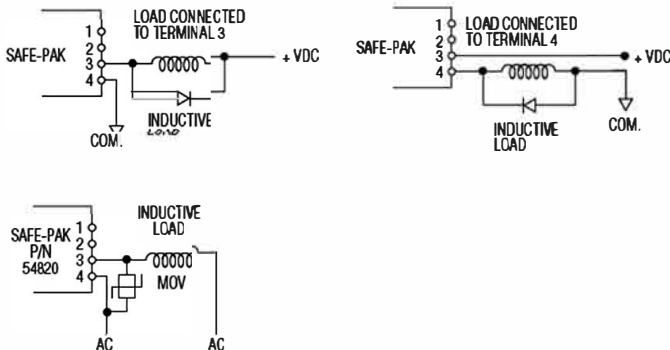 LOAD CONNECTED
TO TERMINAL 3
SAFE-PAK
1
2
3
4
+ VDC
INDUCTIVE
LOAD
COM.
LOAD CONNECTED
TO TERMINAL 4
SAFE-PAK
1
2
3
4
+ VDC
INDUCTIVE
LOAD
COM.
SAFE-PAK
P/N
54820
1
2
3
4
INDUCTIVE
LOAD
MOV
AC
AC